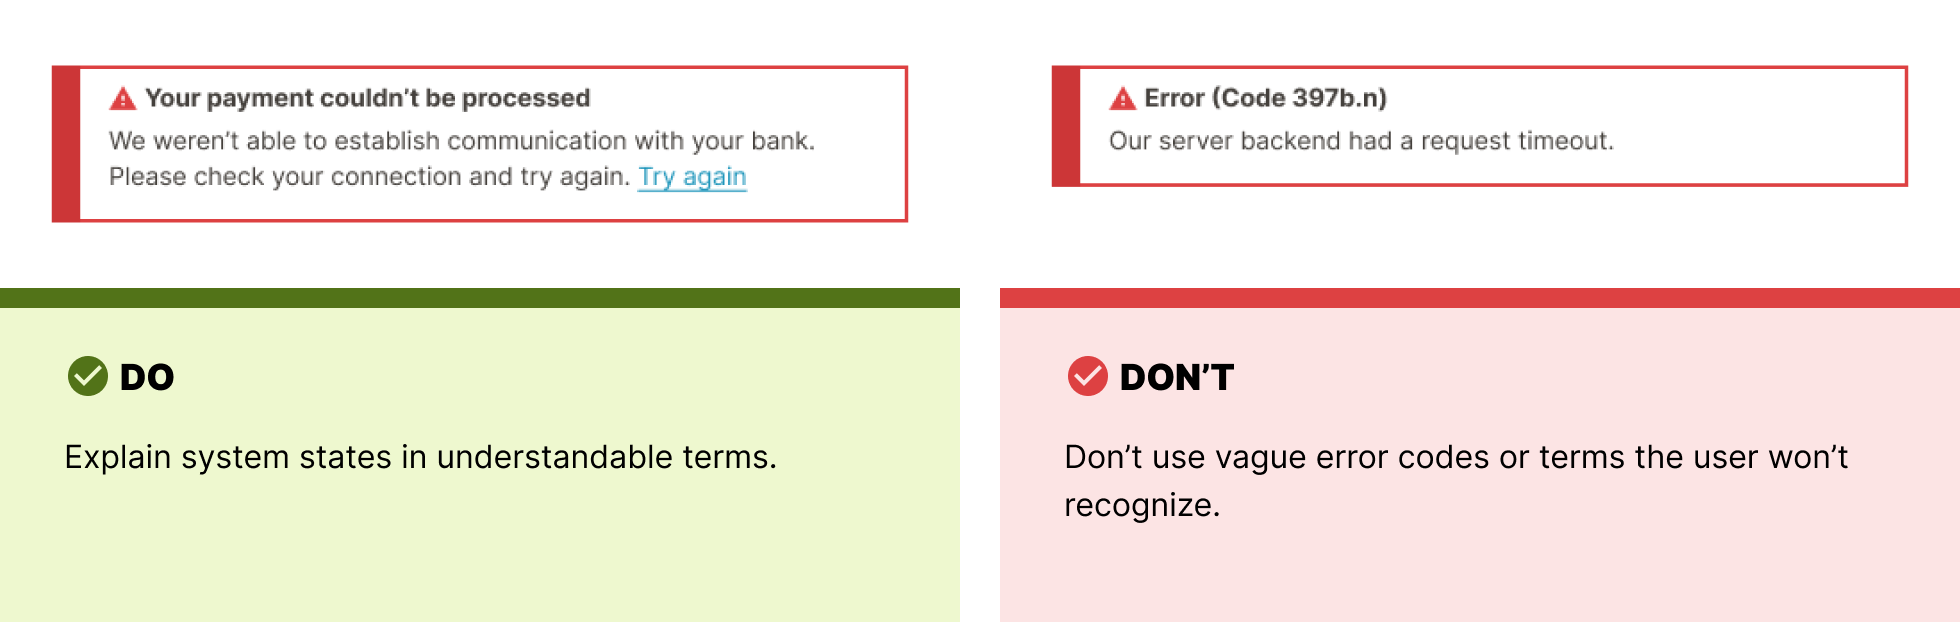 Your payment couldn’t be processed
We weren’t able to establish communication with your bank.
Please check your connection and try again. Try again
DO
Explain system states in understandable terms.
Error (Code 397b.n)
Our server backend had a request timeout.
DON’T
Don’t use vague error codes or terms the user won’t
recognize.